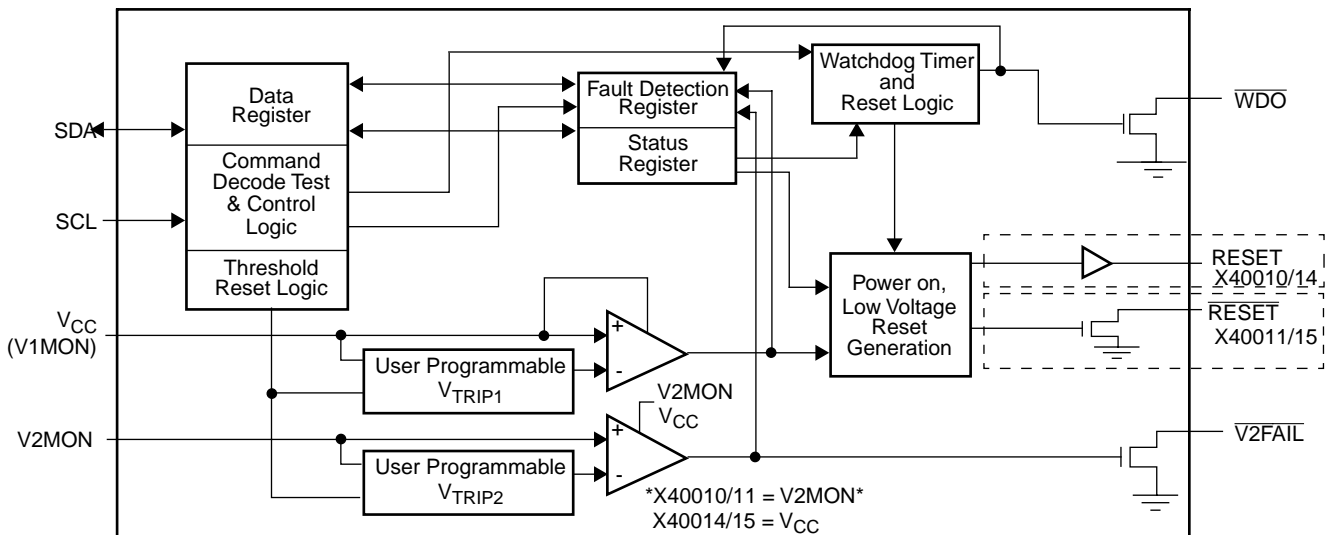 SDA
SCL
V_CC
(V1MON)
V2MON
Data
Register
Command
Decode Test
& Control
Logic
Threshold
Reset Logic
Fault Detection
Register
Status
Register
Watchdog Timer
and
Reset Logic
User Programmable
V_TRIP1
+
-
User Programmable
V_TRIP2
+
-
V2MON
V_CC
*X40010/11 = V2MON*
X40014/15 = V_CC
Power on,
Low Voltage
Reset
Generation
WDO
RESET
X40010/14
RESET
X40011/15
V2FAIL